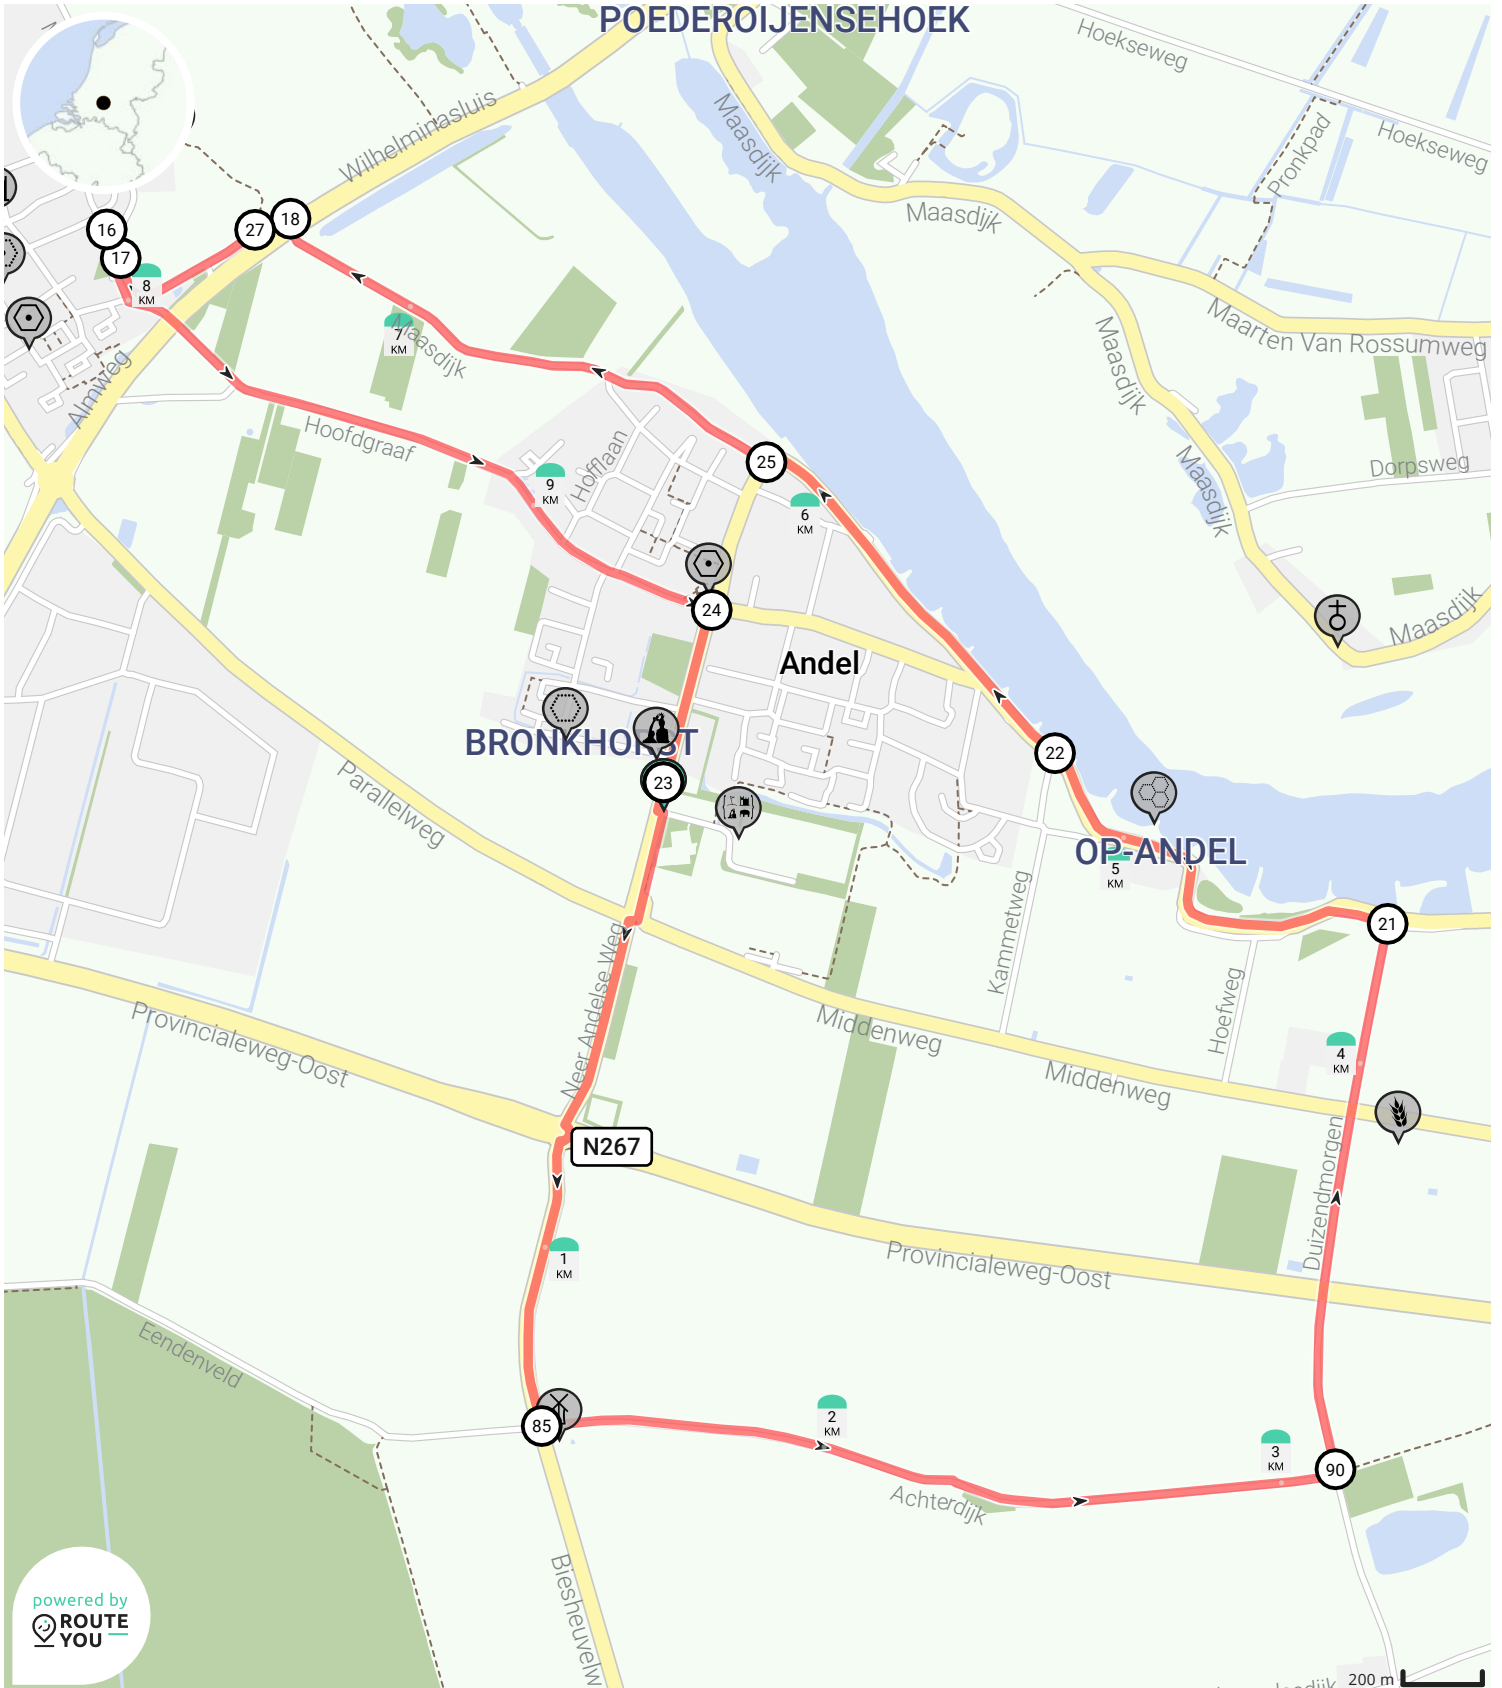 POEDEROIJENSEHOEK
Hoekseweg
Wilhelminasluis
Maasdijk
Pronkpad
Hoekseweg
Maasdijk
16
27
18
17
8
KM
7
KM
Maasdijk
Maarten Van Rossumweg
Maasdijk
Almweg
Hoofdgraaf
Hofflaan
25
Maasdijk
Dorpsweg
9
KM
6
KM
24
Maasdijk
Andel
BRONKHORST
22
23
Parallelweg
OP-ANDEL
5
KM
21
Kammetweg
Neer Andelse Weg
Hoefweg
Middenweg
Provincialeweg-Oost
4
KM
Middenweg
N267
Duizendmorgen
1
KM
Provincialeweg-Oost
Eendenveld
2
KM
85
3
KM
90
Achterdijk
Biesheuvelw
powered by
ROUTE
YOU
200 m